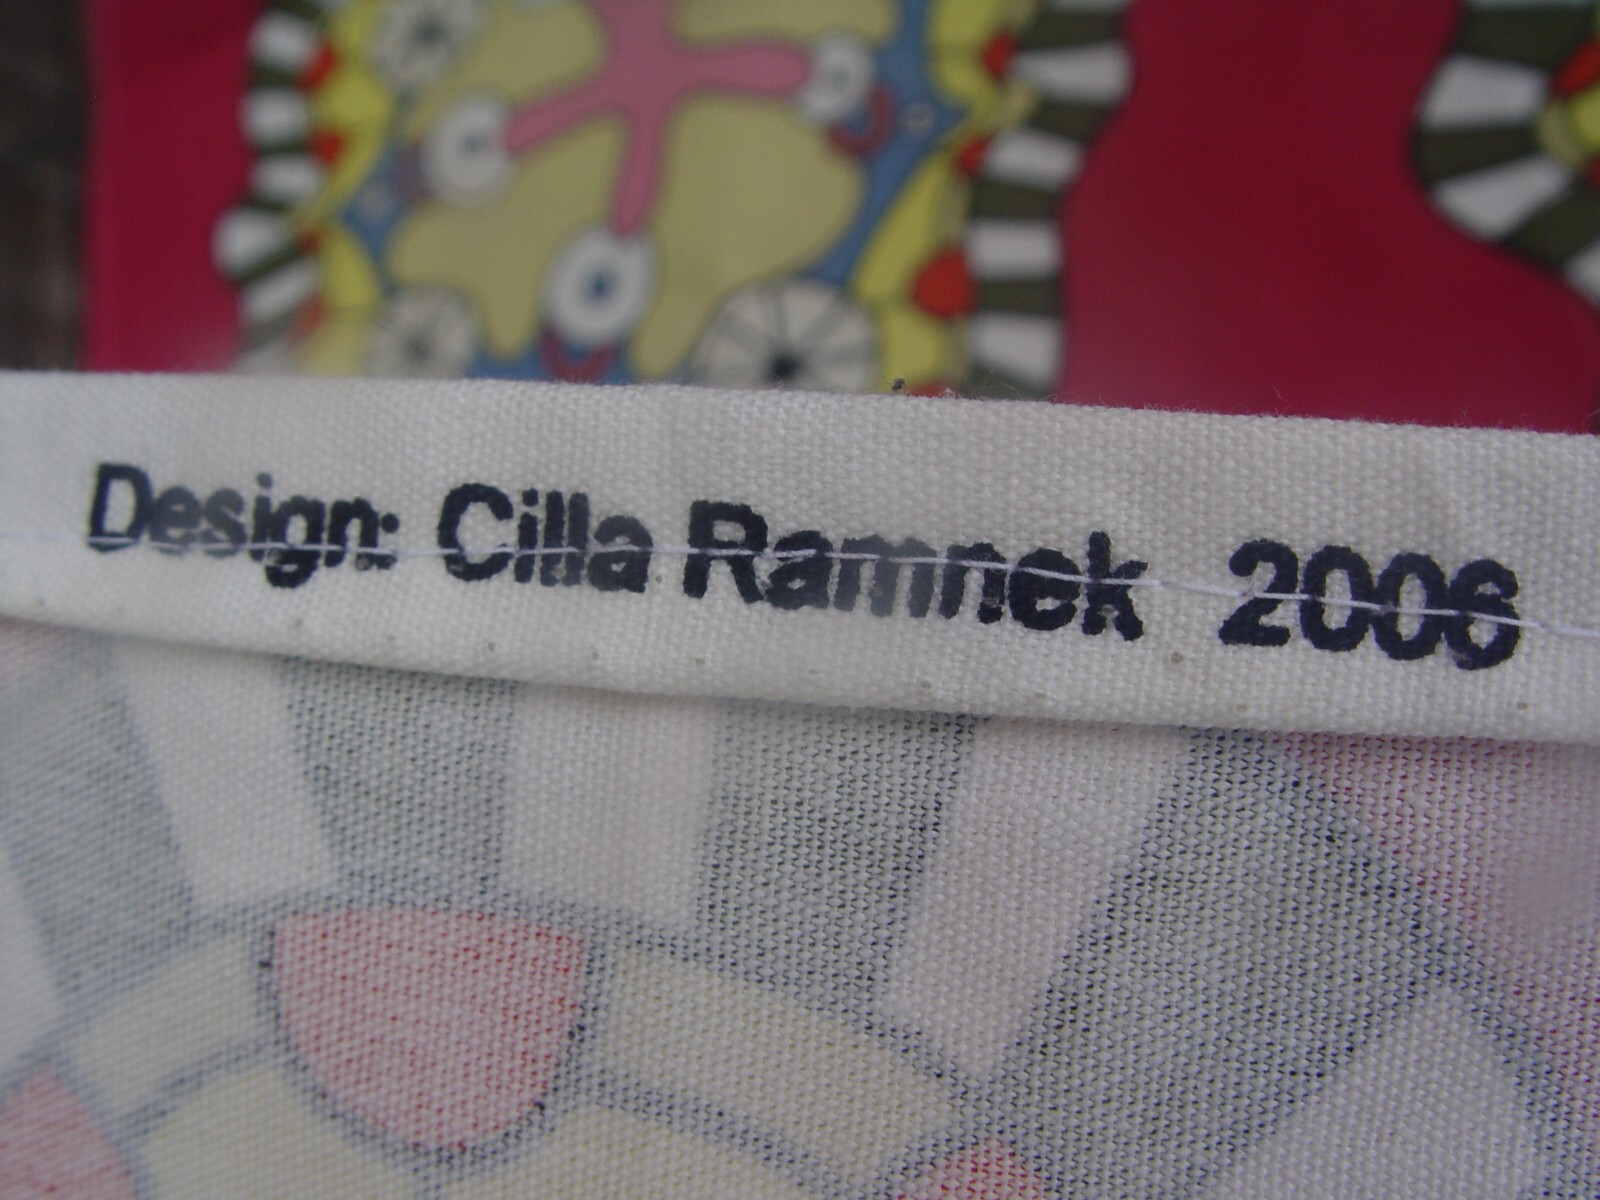 Design: Cilla Ramnek 2006